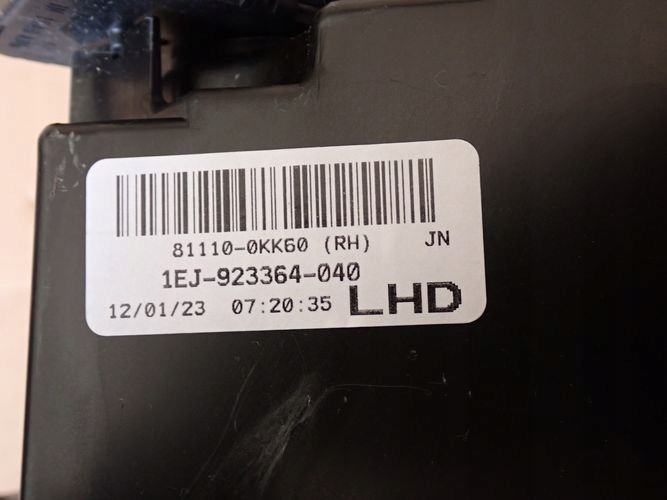 81110-0KK60 (RH) JN
1EJ-923364-040
12/01/23 07:20:35 LHD